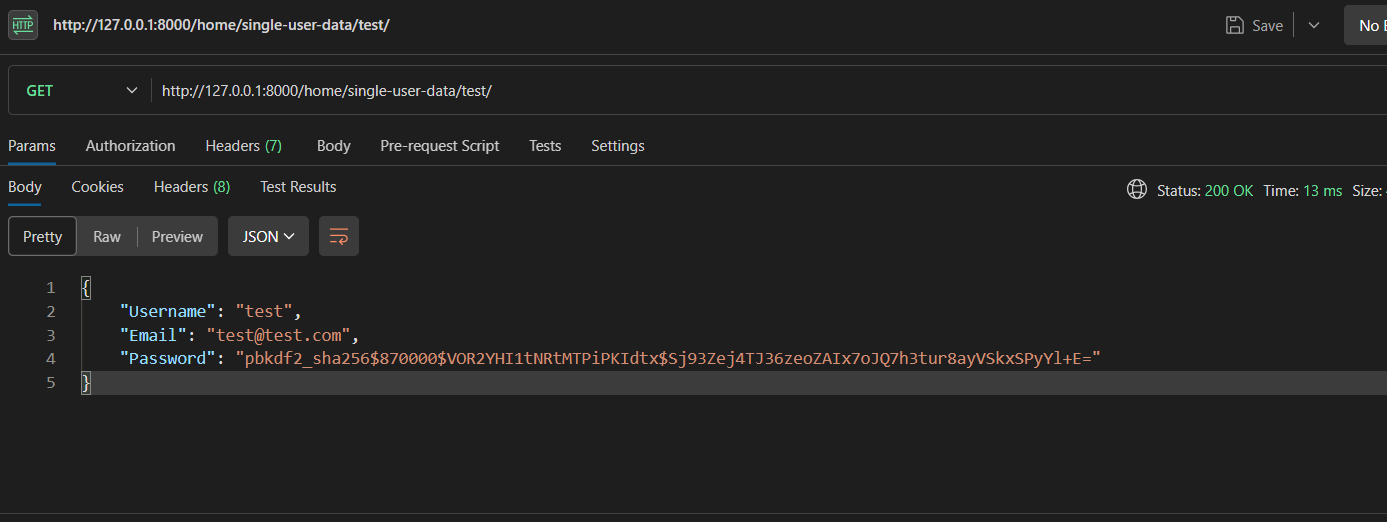 HTTP http://127.0.0.1:8000/home/single-user-data/test/ Save No
GET http://127.0.0.1:8000/home/single-user-data/test/
Params Authorization Headers (7) Body Pre-request Script Tests Settings
Body Cookies Headers (8) Test Results Status: 200 OK Time: 13 ms Size:
Pretty Raw Preview JSON
1 {
2 "Username": "test",
3 "Email": "test@test.com",
4 "Password": "pbkdf2_sha256$870000$VOR2YHI1tNRtMTPiPKIdtx$Sj93Zej4TJ36zeoZAIx7oJQ7h3tur8ayVSkxSPyYl+E="
5 }